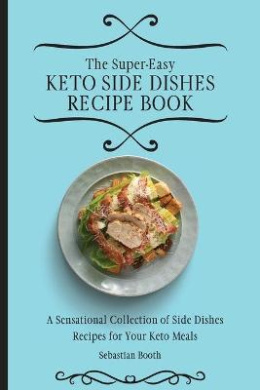 The Super-Easy
KETO SIDE DISHES
RECIPE BOOK
A Sensational Collection of Side Dishes
Recipes for Your Keto Meals
Sebastian Booth